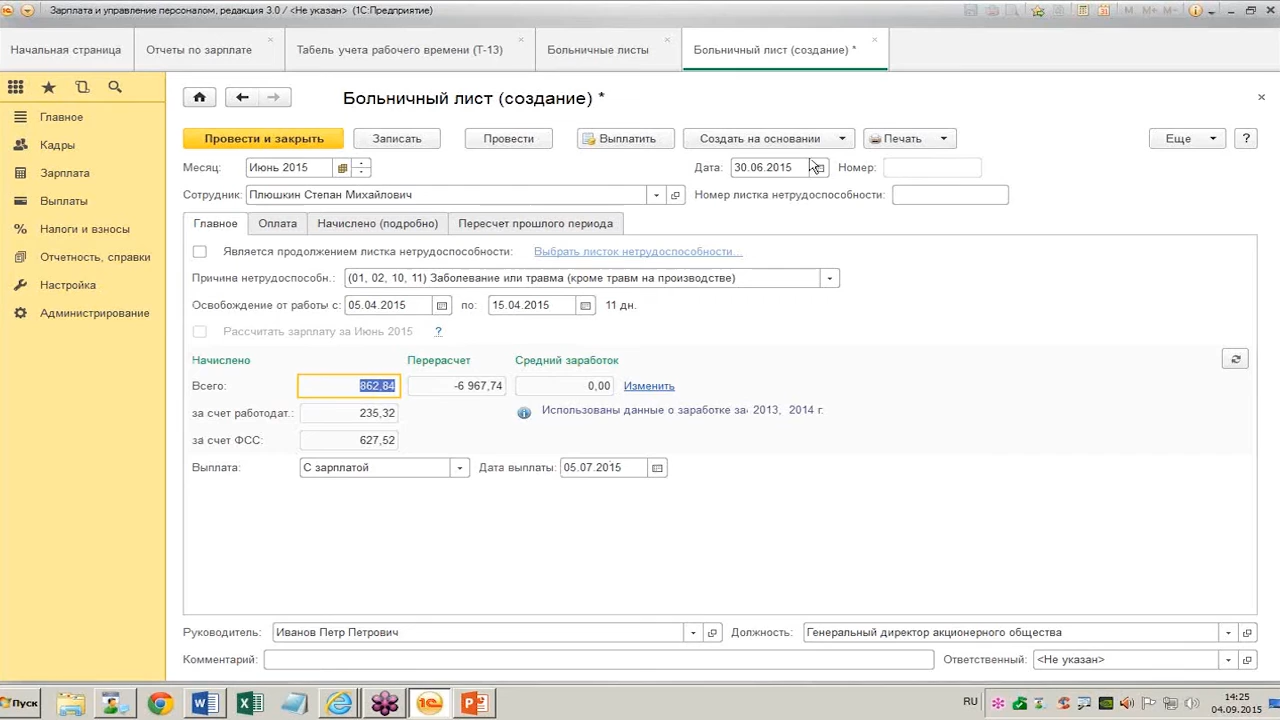 Зарплата и управление персоналом, редакция 3.0 / <Не указан> (1С:Предприятие)
Начальная страница
Отчеты по зарплате
Табель учета рабочего времени (Т-13)
Больничные листы
Больничный лист (создание) *
Главное
Кадры
Зарплата
Выплаты
Налоги и взносы
Отчетность, справки
Настройка
Администрирование
Больничный лист (создание) *
Провести и закрыть
Записать
Провести
Выплатить
Создать на основании
Печать
Еще
?
Месяц: Июнь 2015
Дата: 30.06.2015
Номер:
Сотрудник: Плюшкин Степан Михайлович
Номер листка нетрудоспособности:
Главное
Оплата
Начислено (подробно)
Пересчет прошлого периода
Является продолжением листка нетрудоспособности: Выбрать листок нетрудоспособности...
Причина нетрудоспособн.: (01, 02, 10, 11) Заболевание или травма (кроме травм на производстве)
Освобождение от работы с: 05.04.2015 по: 15.04.2015 11 дн.
Рассчитать зарплату за Июнь 2015 ?
Начислено Перерасчет Средний заработок
Всего: 862,84 -6 967,74 0,00 Изменить
за счет работодат.: 235,32 Использованы данные о заработке за 2013, 2014 г.
за счет ФСС: 627,52
Выплата: С зарплатой Дата выплаты: 05.07.2015
Руководитель: Иванов Петр Петрович Должность: Генеральный директор акционерного общества
Комментарий: Ответственный: <Не указан>
Пуск
RU
14:25
04.09.2015